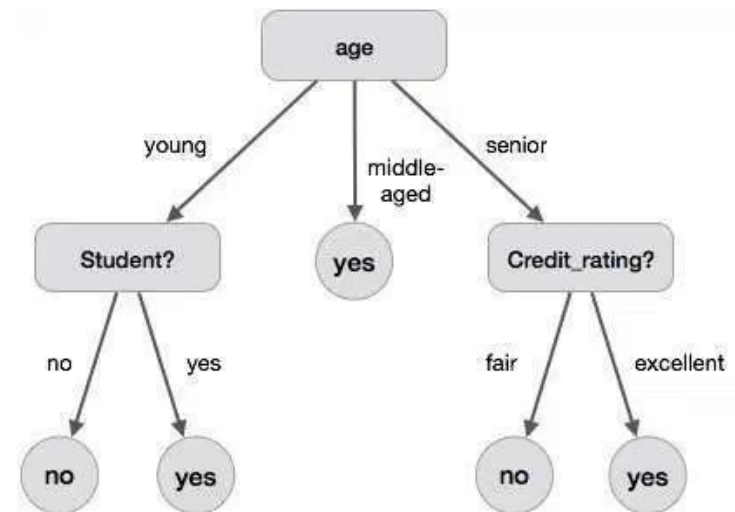 age
young
middle-
aged
senior
Student?
yes
Credit_rating?
no
yes
fair
excellent
no
yes
no
yes